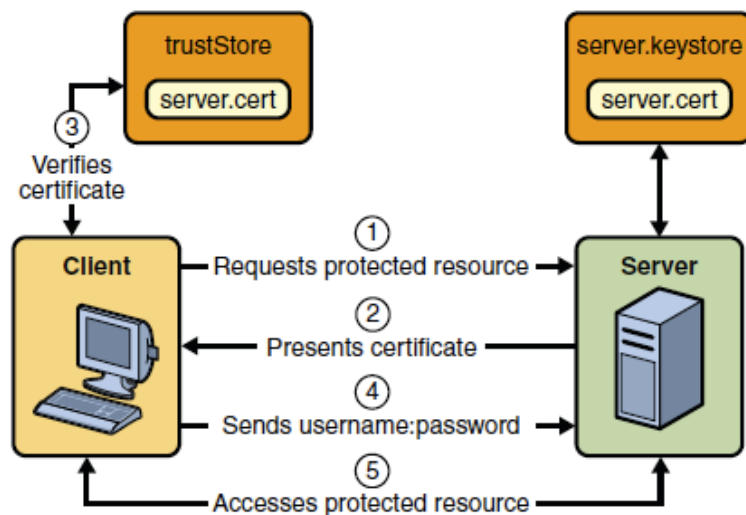 trustStore
server.cert
server.keystore
server.cert
3
Verifies
certificate
Client
Server
1
Requests protected resource
2
Presents certificate
4
Sends username:password
5
Accesses protected resource